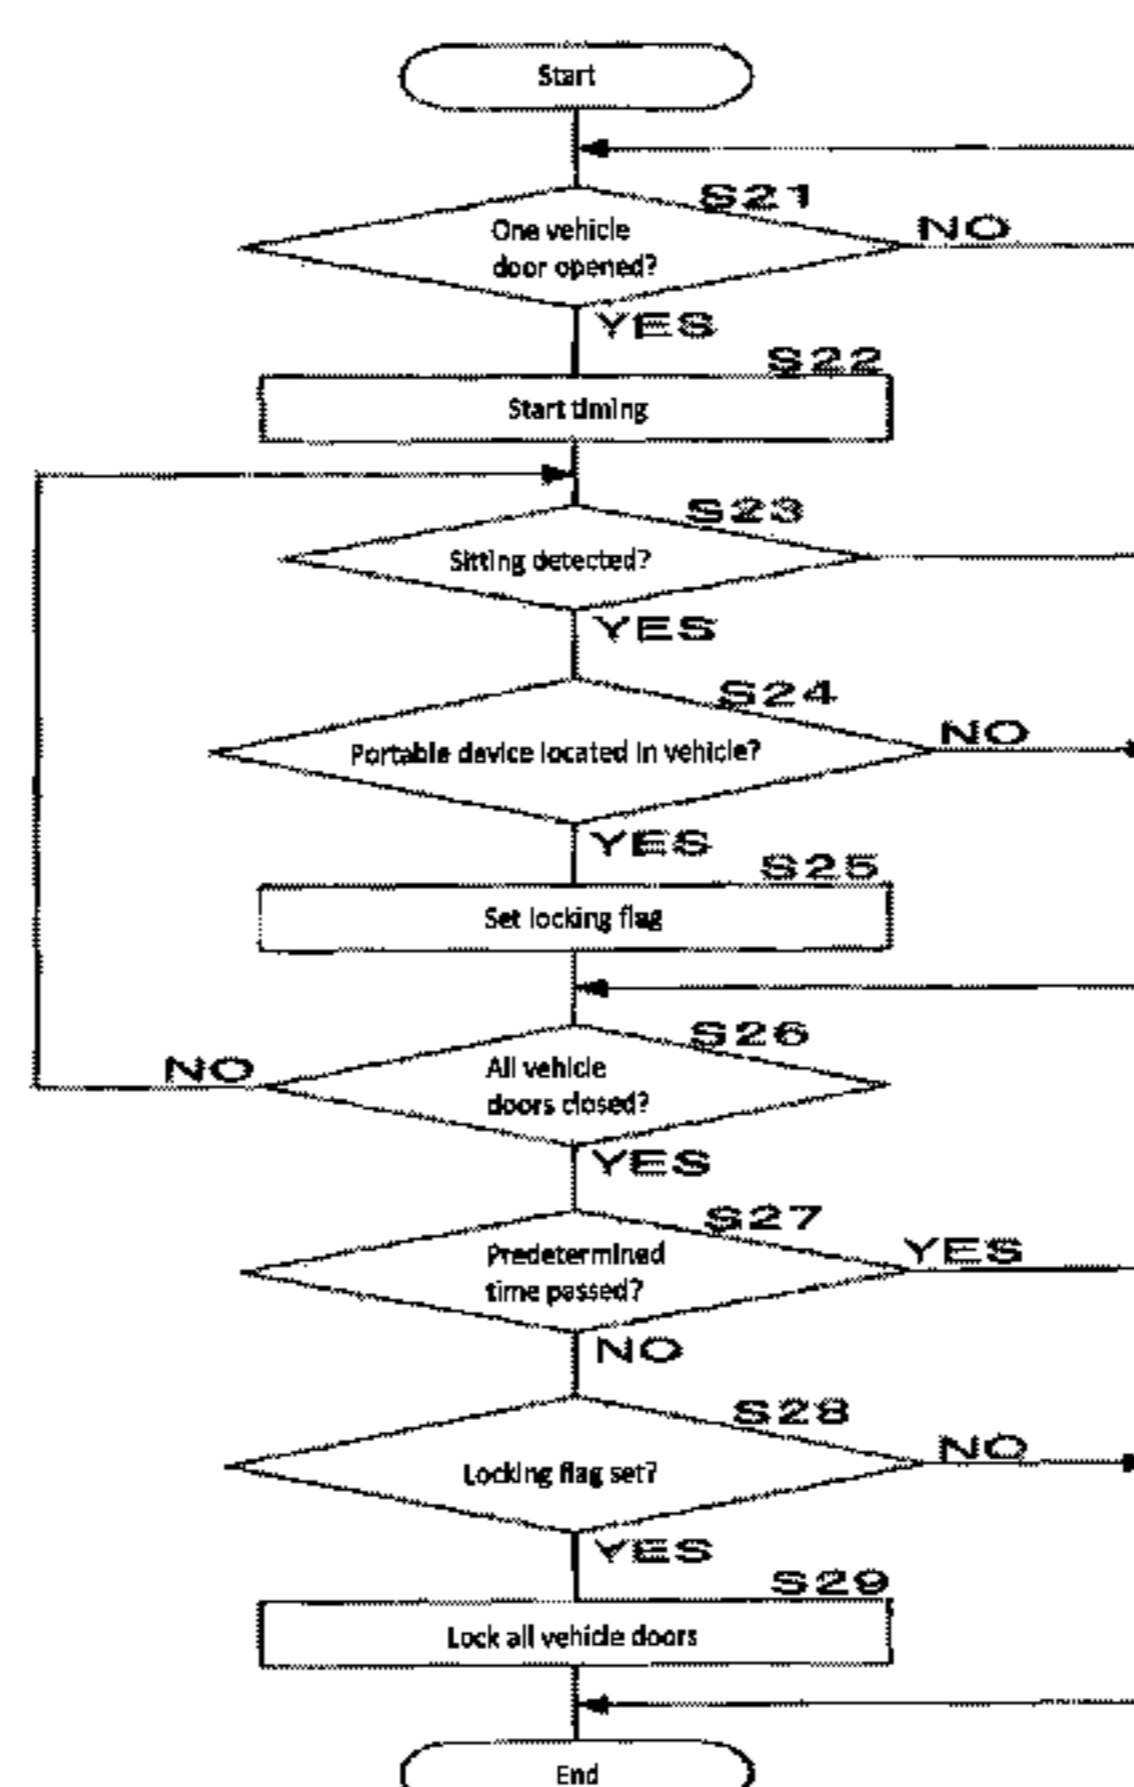 Start
S21
One vehicle
door opened?
NO
YES
S22
Start timing
S23
Sitting detected?
YES
S24
Portable device located in vehicle?
NO
YES
S25
Set locking flag
S26
All vehicle
doors closed?
NO
YES
S27
Predetermined
time passed?
YES
NO
S28
Locking flag set?
NO
YES
S29
Lock all vehicle doors
End